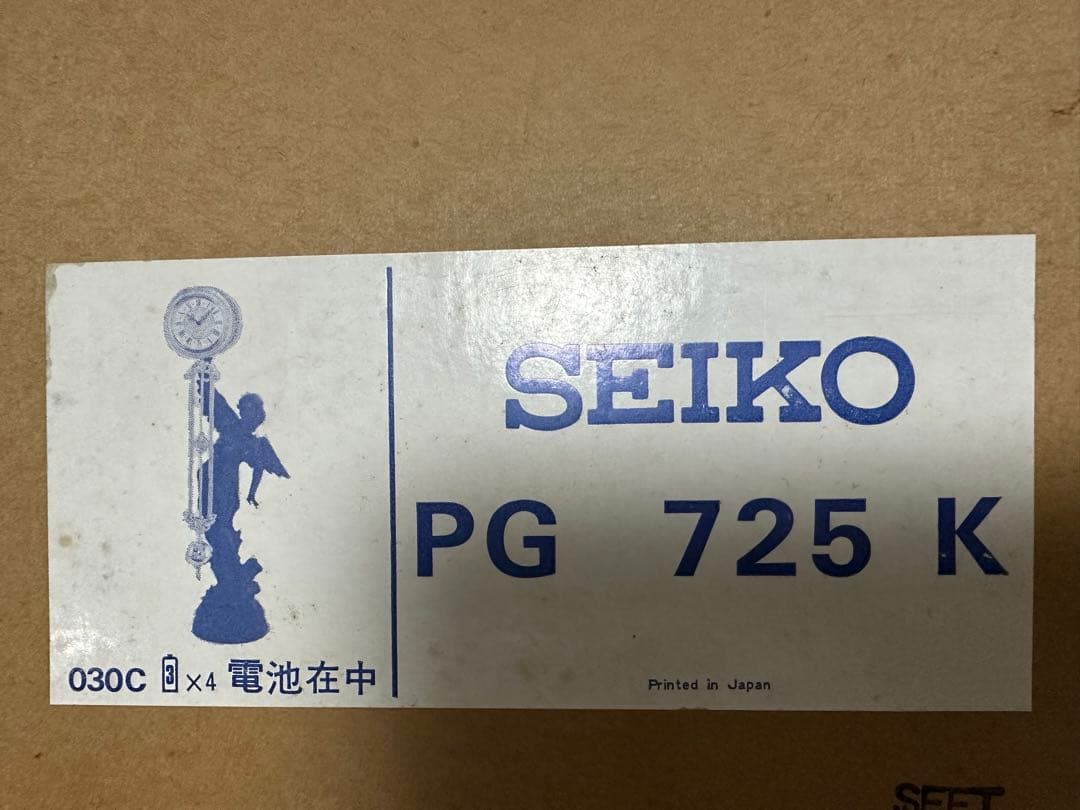 SEIKO
PG 725 K
030C 3 ×4 電池在中
Printed in Japan